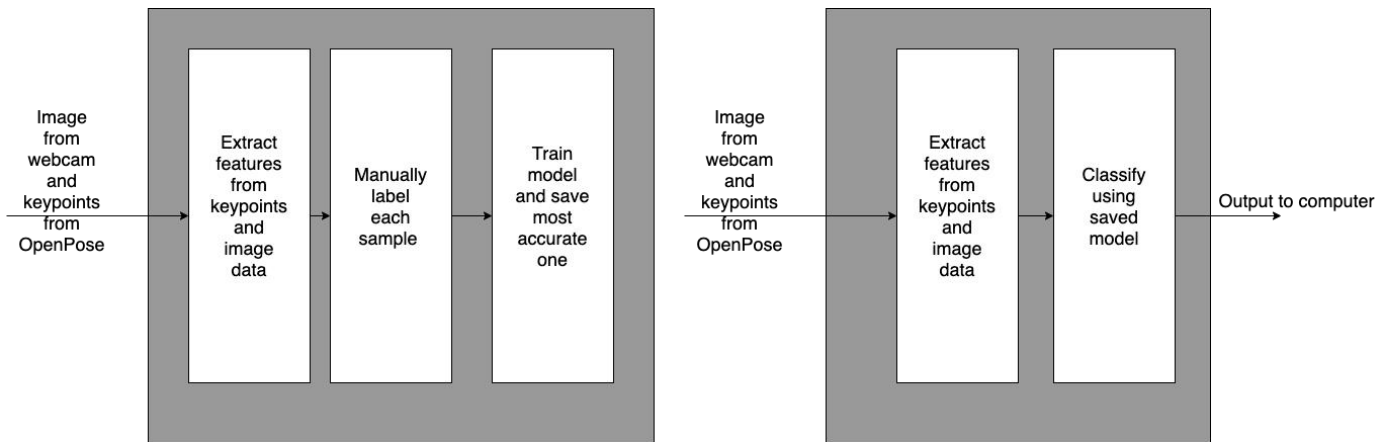 Image
from
webcam
and
keypoints
from
OpenPose
Extract
features
from
keypoints
and
image
data
Manually
label
each
sample
Train
model
and save
most
accurate
one
Image
from
webcam
and
keypoints
from
OpenPose
Extract
features
from
keypoints
and
image
data
Classify
using
saved
model
Output to computer